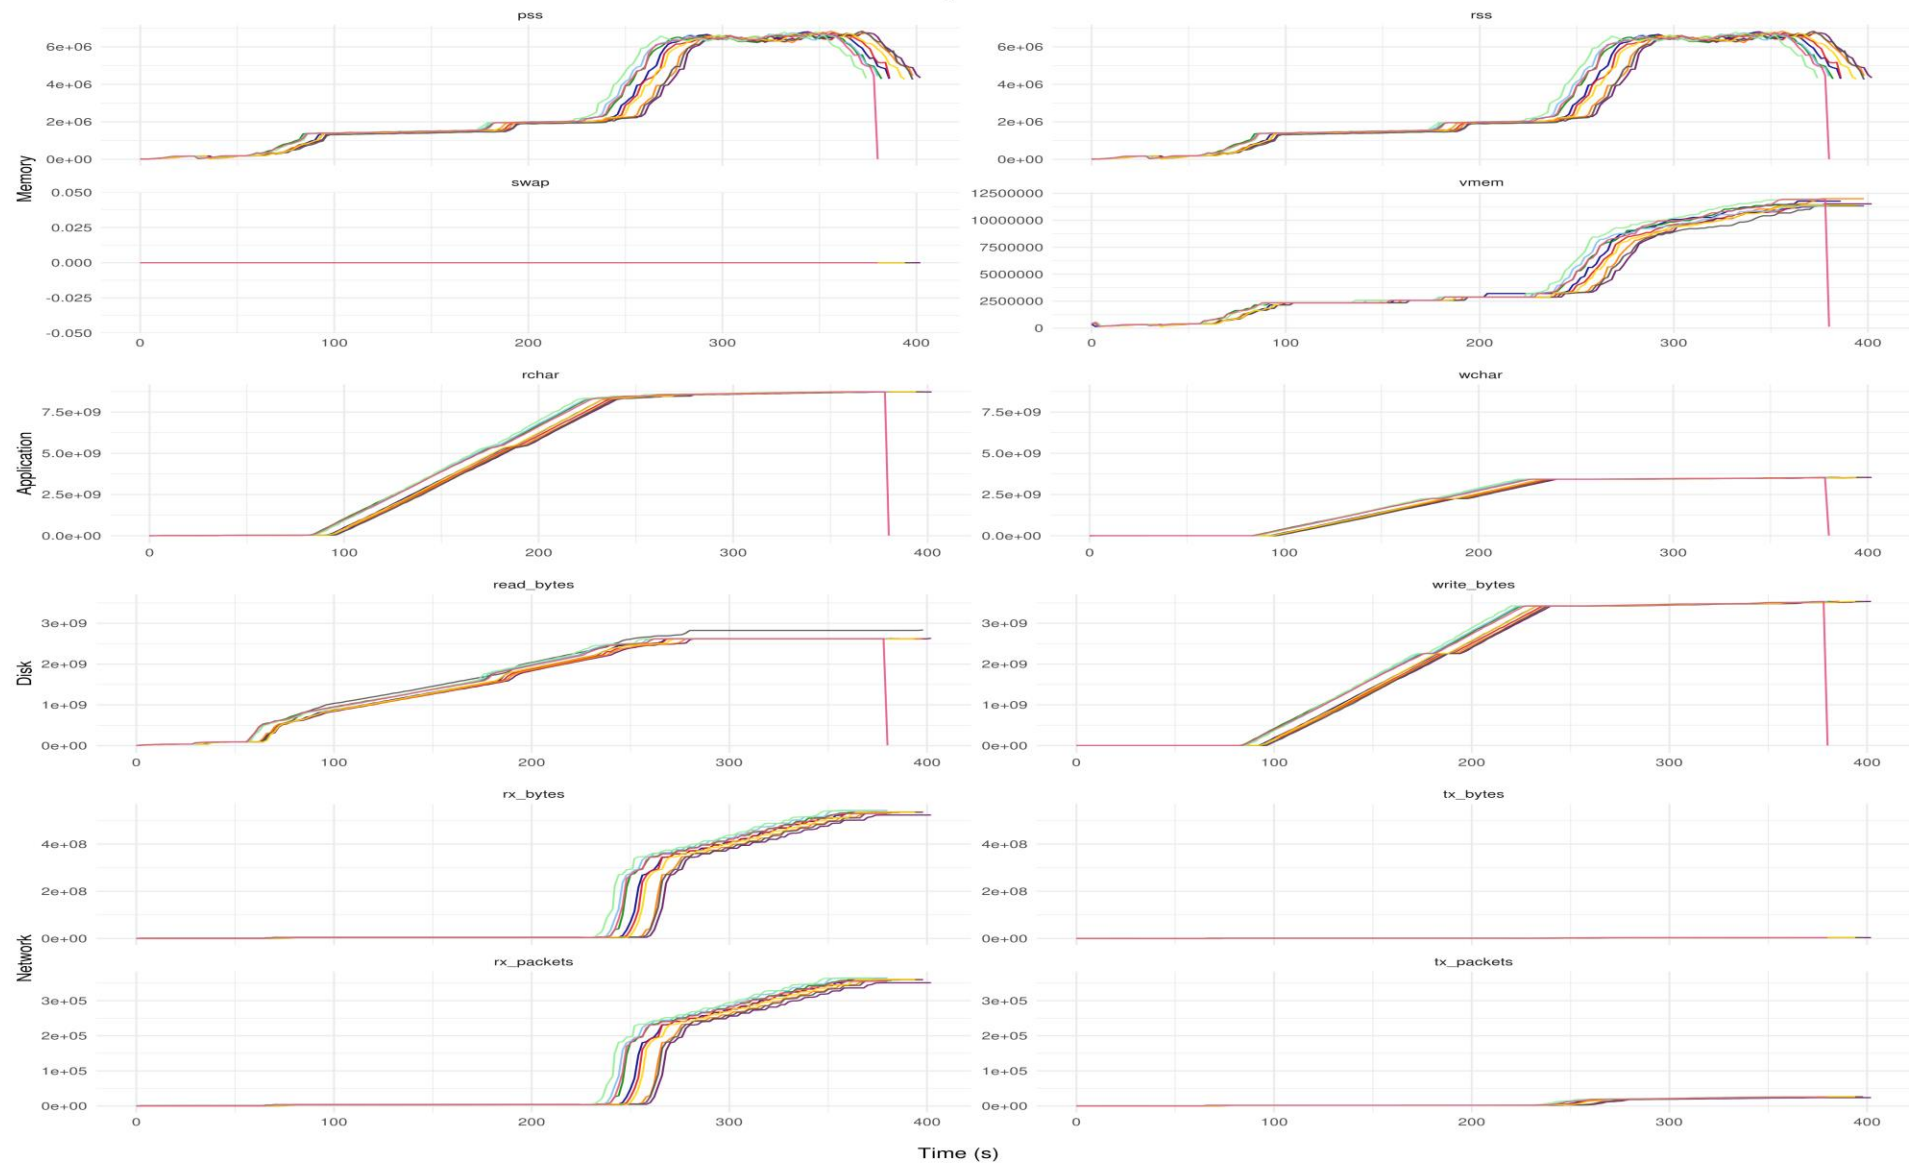 pss
6e+06
4e+06
2e+06
0e+00
rss
6e+06
4e+06
2e+06
0e+00
Memory
swap
0.050
0.025
0.000
-0.025
-0.050
0 100 200 300 400
vmem
12500000
10000000
7500000
5000000
2500000
0
0 100 200 300 400
Application
rchar
7.5e+09
5.0e+09
2.5e+09
0.0e+00
0 100 200 300 400
wchar
7.5e+09
5.0e+09
2.5e+09
0.0e+00
0 100 200 300 400
Disk
read_bytes
3e+09
2e+09
1e+09
0e+00
0 100 200 300 400
write_bytes
3e+09
2e+09
1e+09
0e+00
0 100 200 300 400
Network
rx_bytes
4e+08
2e+08
0e+00
tx_bytes
4e+08
2e+08
0e+00
rx_packets
3e+05
2e+05
1e+05
0e+00
0 100 200 300 400
tx_packets
3e+05
2e+05
1e+05
0e+00
0 100 200 300 400
Time (s)